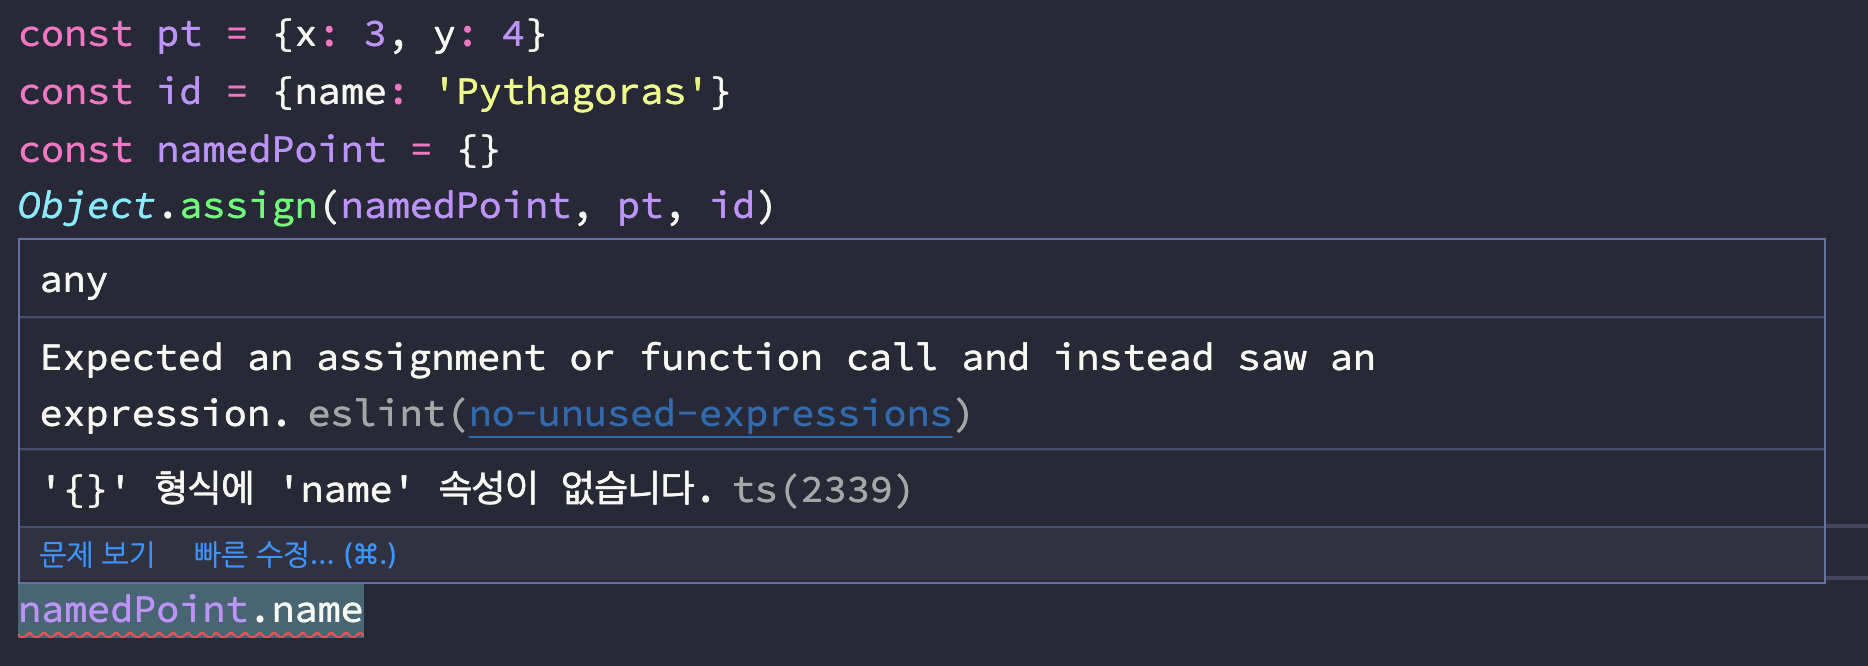 const pt = {x: 3, y: 4}
const id = {name: 'Pythagoras'}
const namedPoint = {}
Object.assign(namedPoint, pt, id)
any
Expected an assignment or function call and instead saw an
expression. eslint(no-unused-expressions)
'{}' 형식에 'name' 속성이 없습니다. ts(2339)
문제 보기 빠른 수정... (⌘.)
namedPoint.name